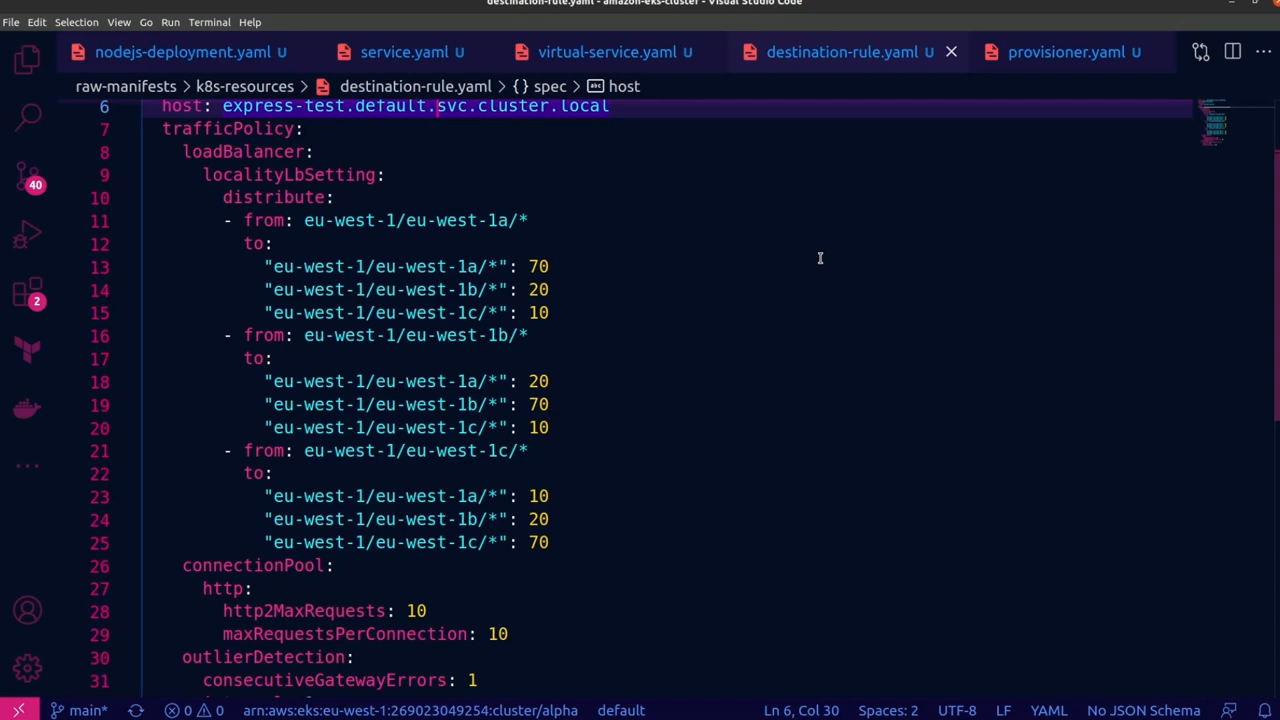 destination-rule.yaml - amazon-eks-cluster - Visual Studio Code
File Edit Selection View Go Run Terminal Help
nodejs-deployment.yaml U service.yaml U virtual-service.yaml U destination-rule.yaml U provisioner.yaml U
raw-manifests > k8s-resources > destination-rule.yaml > {} spec > abc host
6 host: express-test.default.svc.cluster.local
7 trafficPolicy:
8 loadBalancer:
9 localityLbSetting:
10 distribute:
11 - from: eu-west-1/eu-west-1a/*
12 to:
13 "eu-west-1/eu-west-1a/*": 70
14 "eu-west-1/eu-west-1b/*": 20
15 "eu-west-1/eu-west-1c/*": 10
16 - from: eu-west-1/eu-west-1b/*
17 to:
18 "eu-west-1/eu-west-1a/*": 20
19 "eu-west-1/eu-west-1b/*": 70
20 "eu-west-1/eu-west-1c/*": 10
21 - from: eu-west-1/eu-west-1c/*
22 to:
23 "eu-west-1/eu-west-1a/*": 10
24 "eu-west-1/eu-west-1b/*": 20
25 "eu-west-1/eu-west-1c/*": 70
26 connectionPool:
27 http:
28 http2MaxRequests: 10
29 maxRequestsPerConnection: 10
30 outlierDetection:
31 consecutiveGatewayErrors: 1
40
2
main* 0 0 arn:aws:eks:eu-west-1:269023049254:cluster/alpha default Ln 6, Col 30 Spaces: 2 UTF-8 LF YAML No JSON Schema